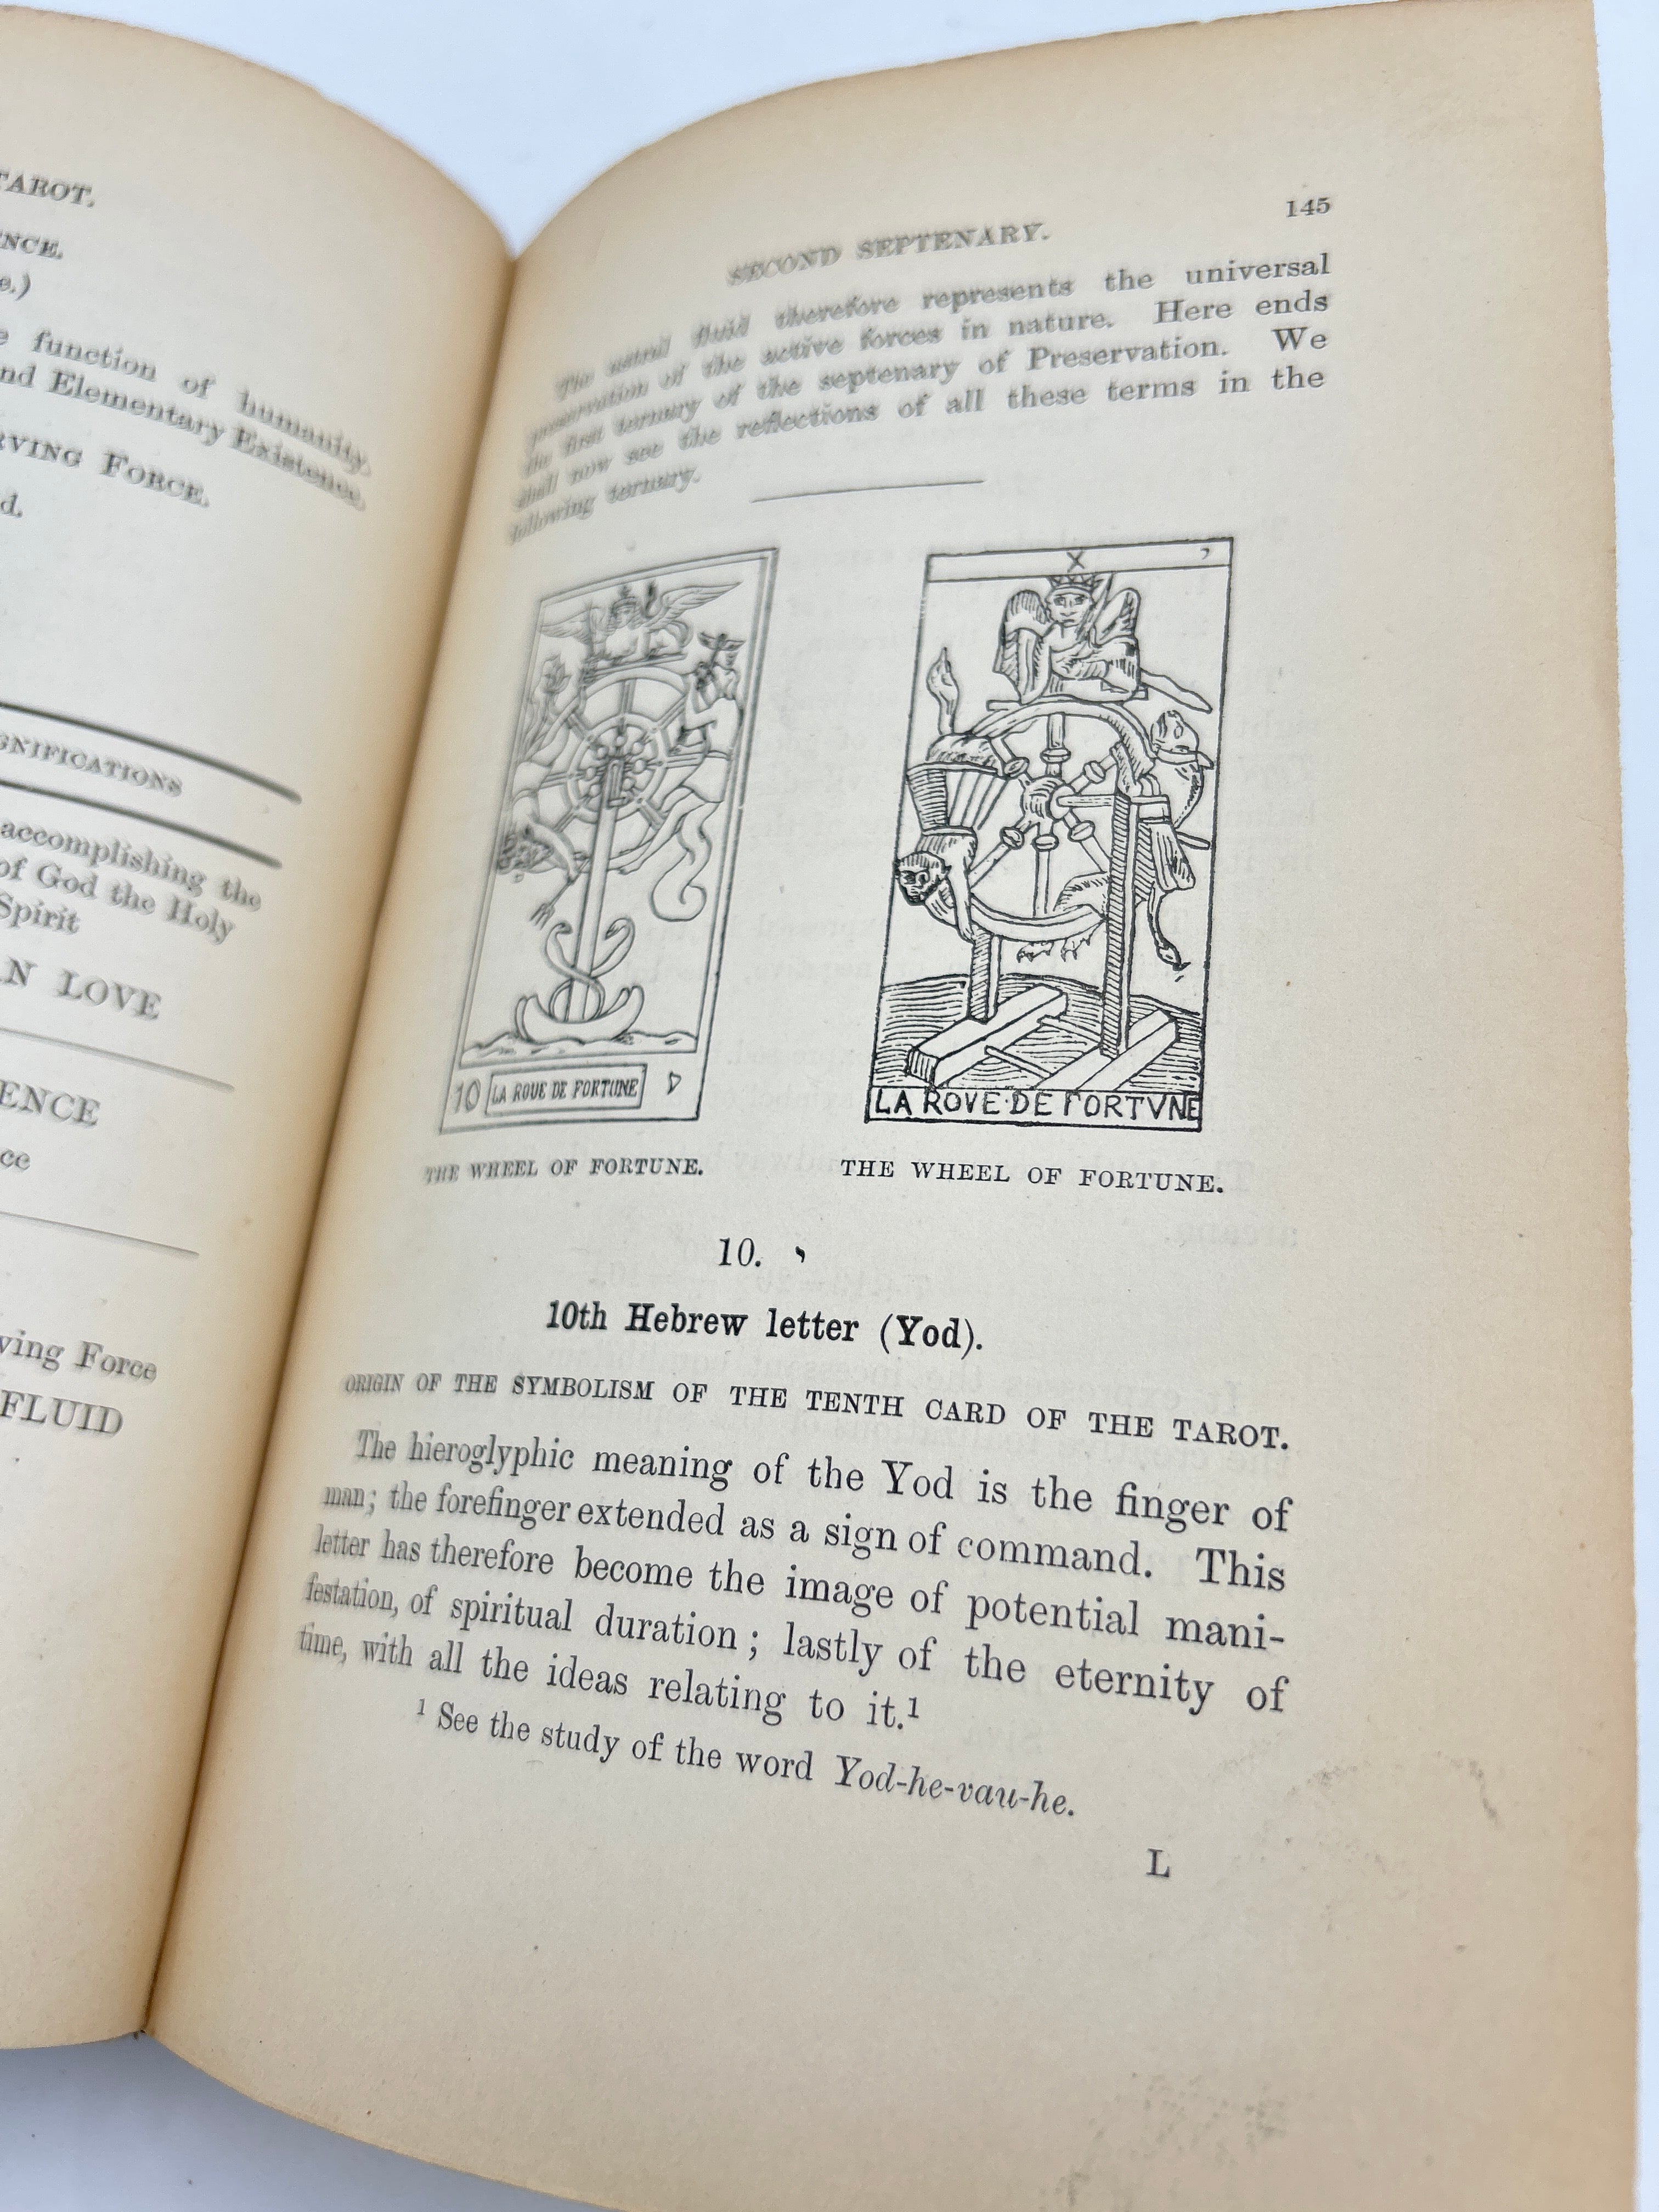 TAROT.
NCE.
e.)
e function of humanity.
nd Elementary Existence,
RVING FORCE.
d.
GNIFICATIONS
accomplishing the
of God the Holy
Spirit
N LOVE
ENCE
ce
ving Force
FLUID
145
SECOND SEPTENARY.
The astral fluid therefore represents the universal
preservation of the active forces in nature. Here ends
the first ternary of the septenary of Preservation. We
shall now see the reflections of all these terms in the
following ternary.
10 LA ROUE DE FORTUNE
X י
LA ROVE·DE FORTVNE
THE WHEEL OF FORTUNE.
THE WHEEL OF FORTUNE.
10. י
10th Hebrew letter (Yod).
ORIGIN OF THE SYMBOLISM OF THE TENTH CARD OF THE TAROT.
The hieroglyphic meaning of the Yod is the finger of
man; the forefinger extended as a sign of command. This
letter has therefore become the image of potential mani-
festation, of spiritual duration; lastly of the eternity of
time, with all the ideas relating to it.¹
¹ See the study of the word Yod-he-vau-he.
L